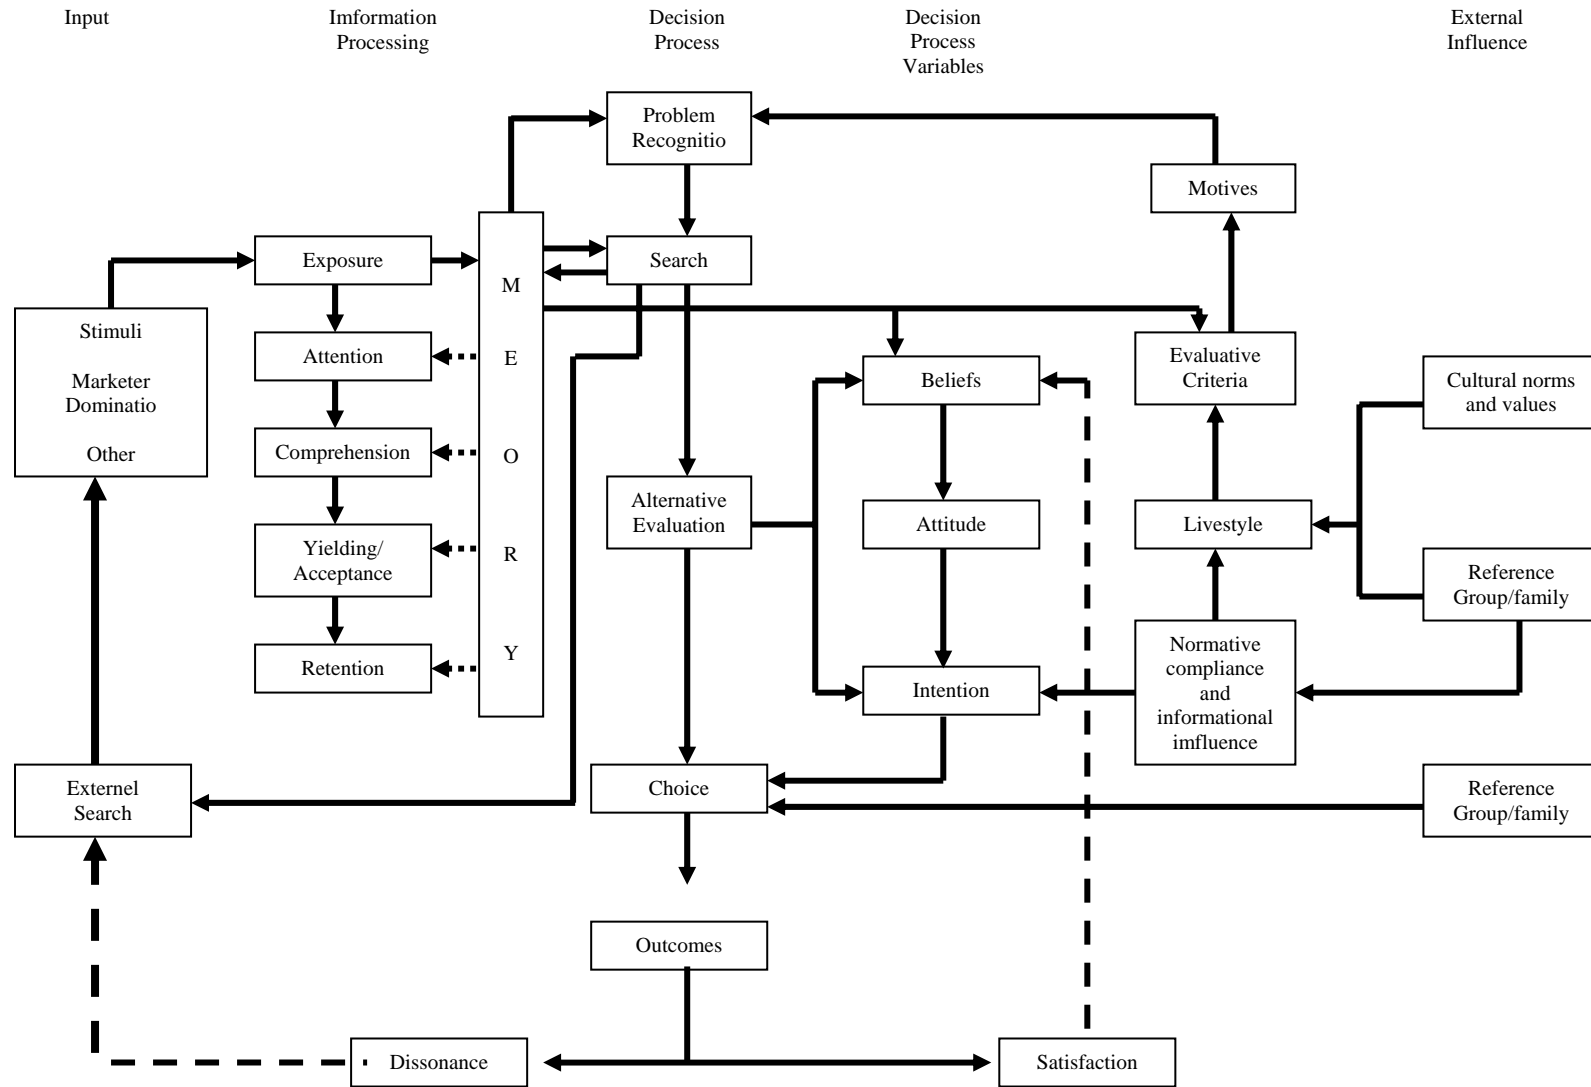 Input
Imformation
Processing
Decision
Process
Decision
Process
Variables
External
Influence
Problem
Recognitio
Motives
Exposure
Search
M
E
O
R
Y
Stimuli
Marketer
Dominatio
Other
Attention
Beliefs
Evaluative
Criteria
Cultural norms
and values
Comprehension
Alternative
Evaluation
Attitude
Livestyle
Yielding/
Acceptance
Reference
Group/family
Retention
Intention
Normative
compliance
and
informational
imfluence
Externel
Search
Choice
Reference
Group/family
Outcomes
Dissonance
Satisfaction